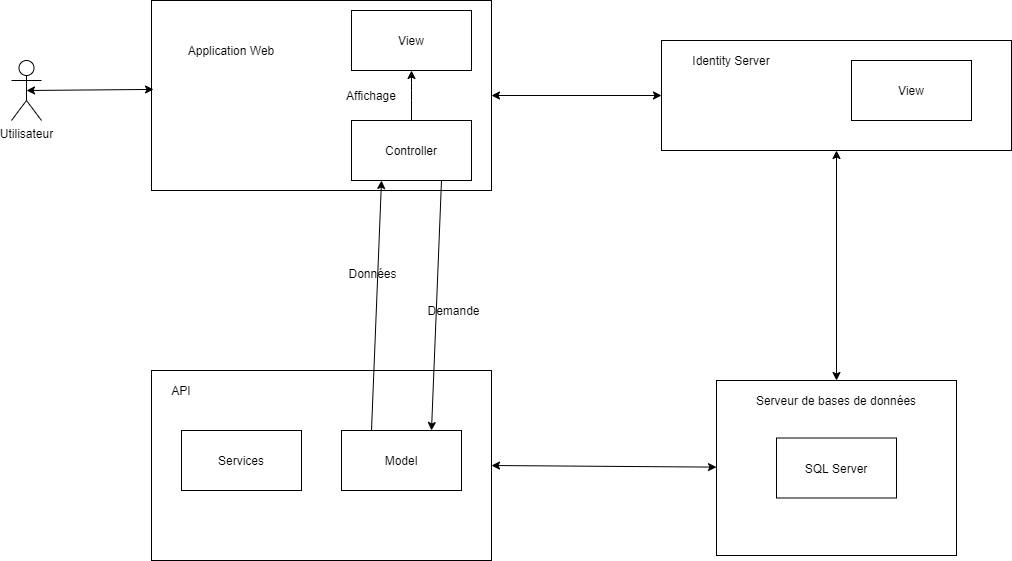 Application Web
View
Affichage
Controller
Utilisateur
Identity Server
View
Données
Demande
API
Services
Model
Serveur de bases de données
SQL Server